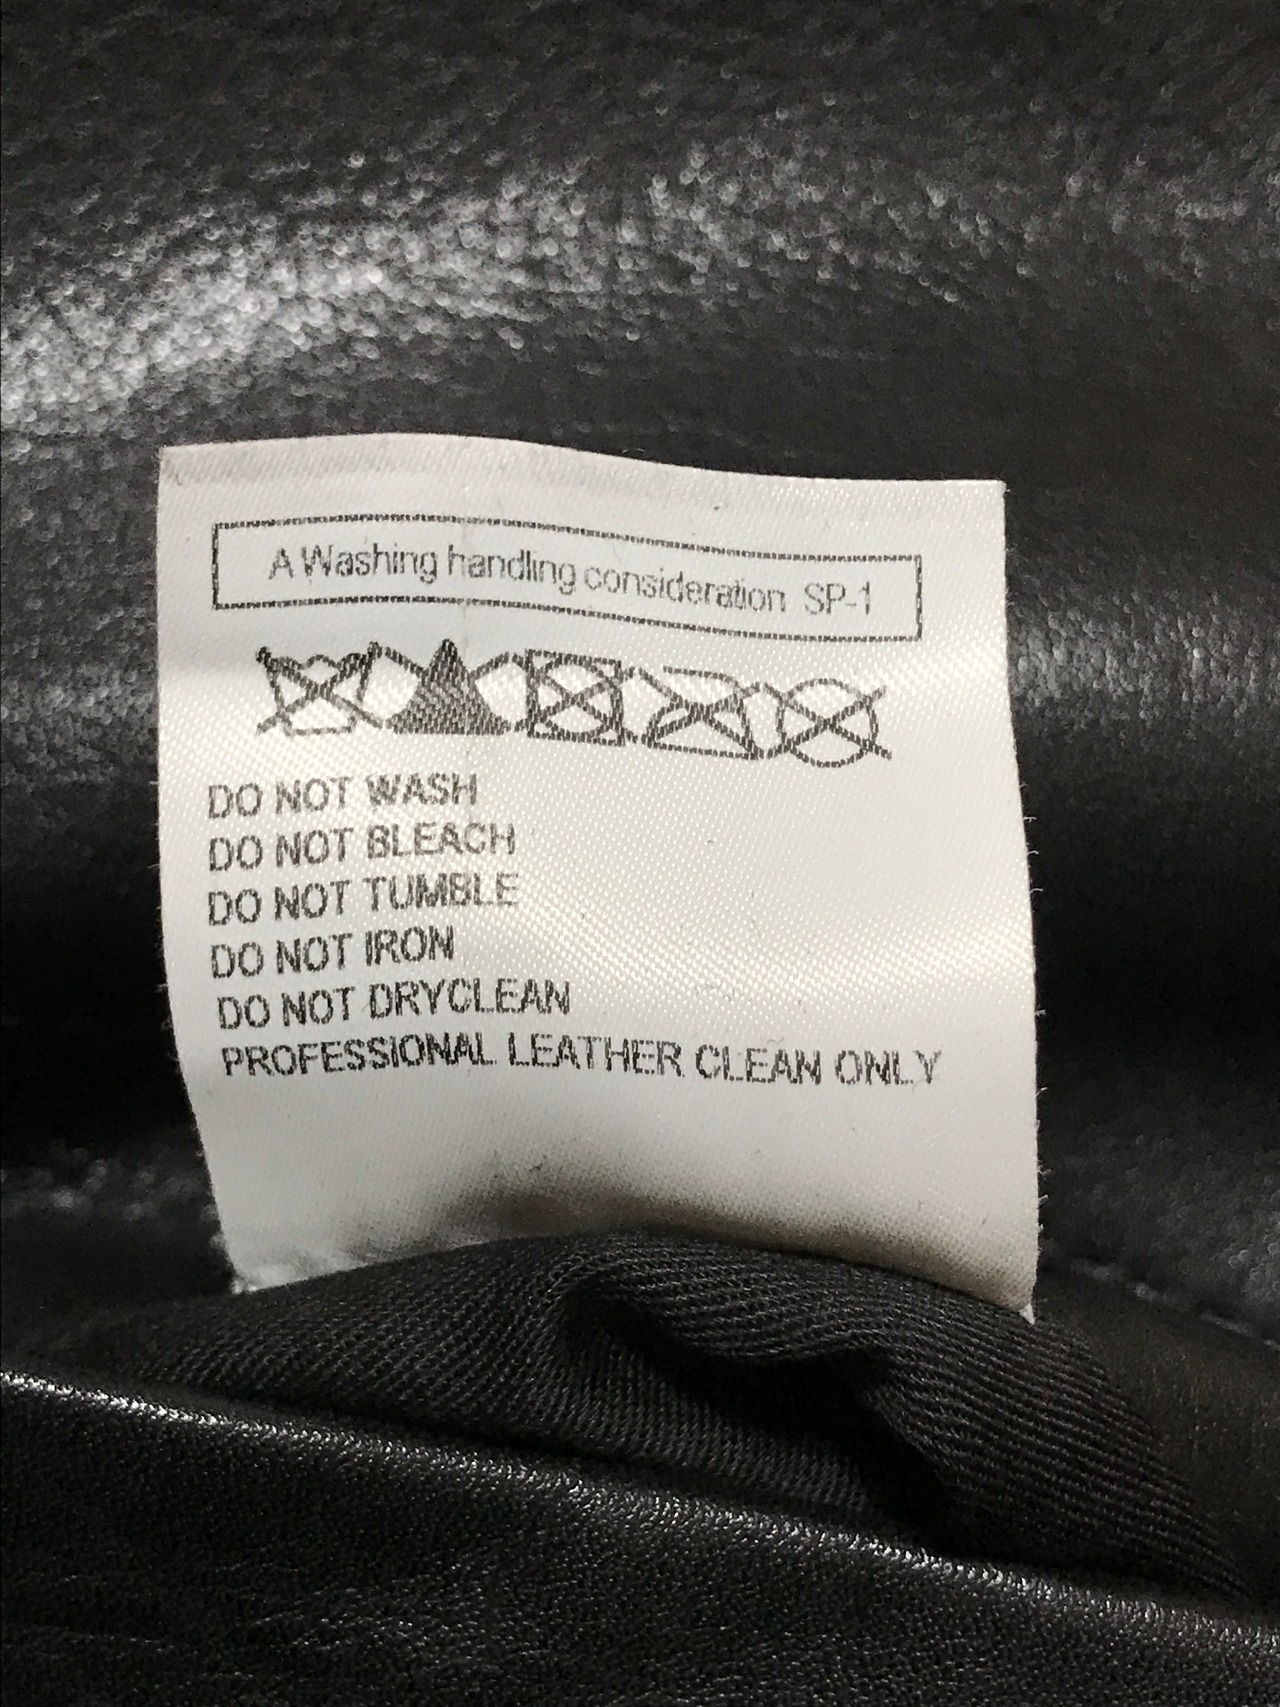 A Washing handling consideration SP-1
DO NOT WASH
DO NOT BLEACH
DO NOT TUMBLE
DO NOT IRON
DO NOT DRYCLEAN
PROFESSIONAL LEATHER CLEAN ONLY